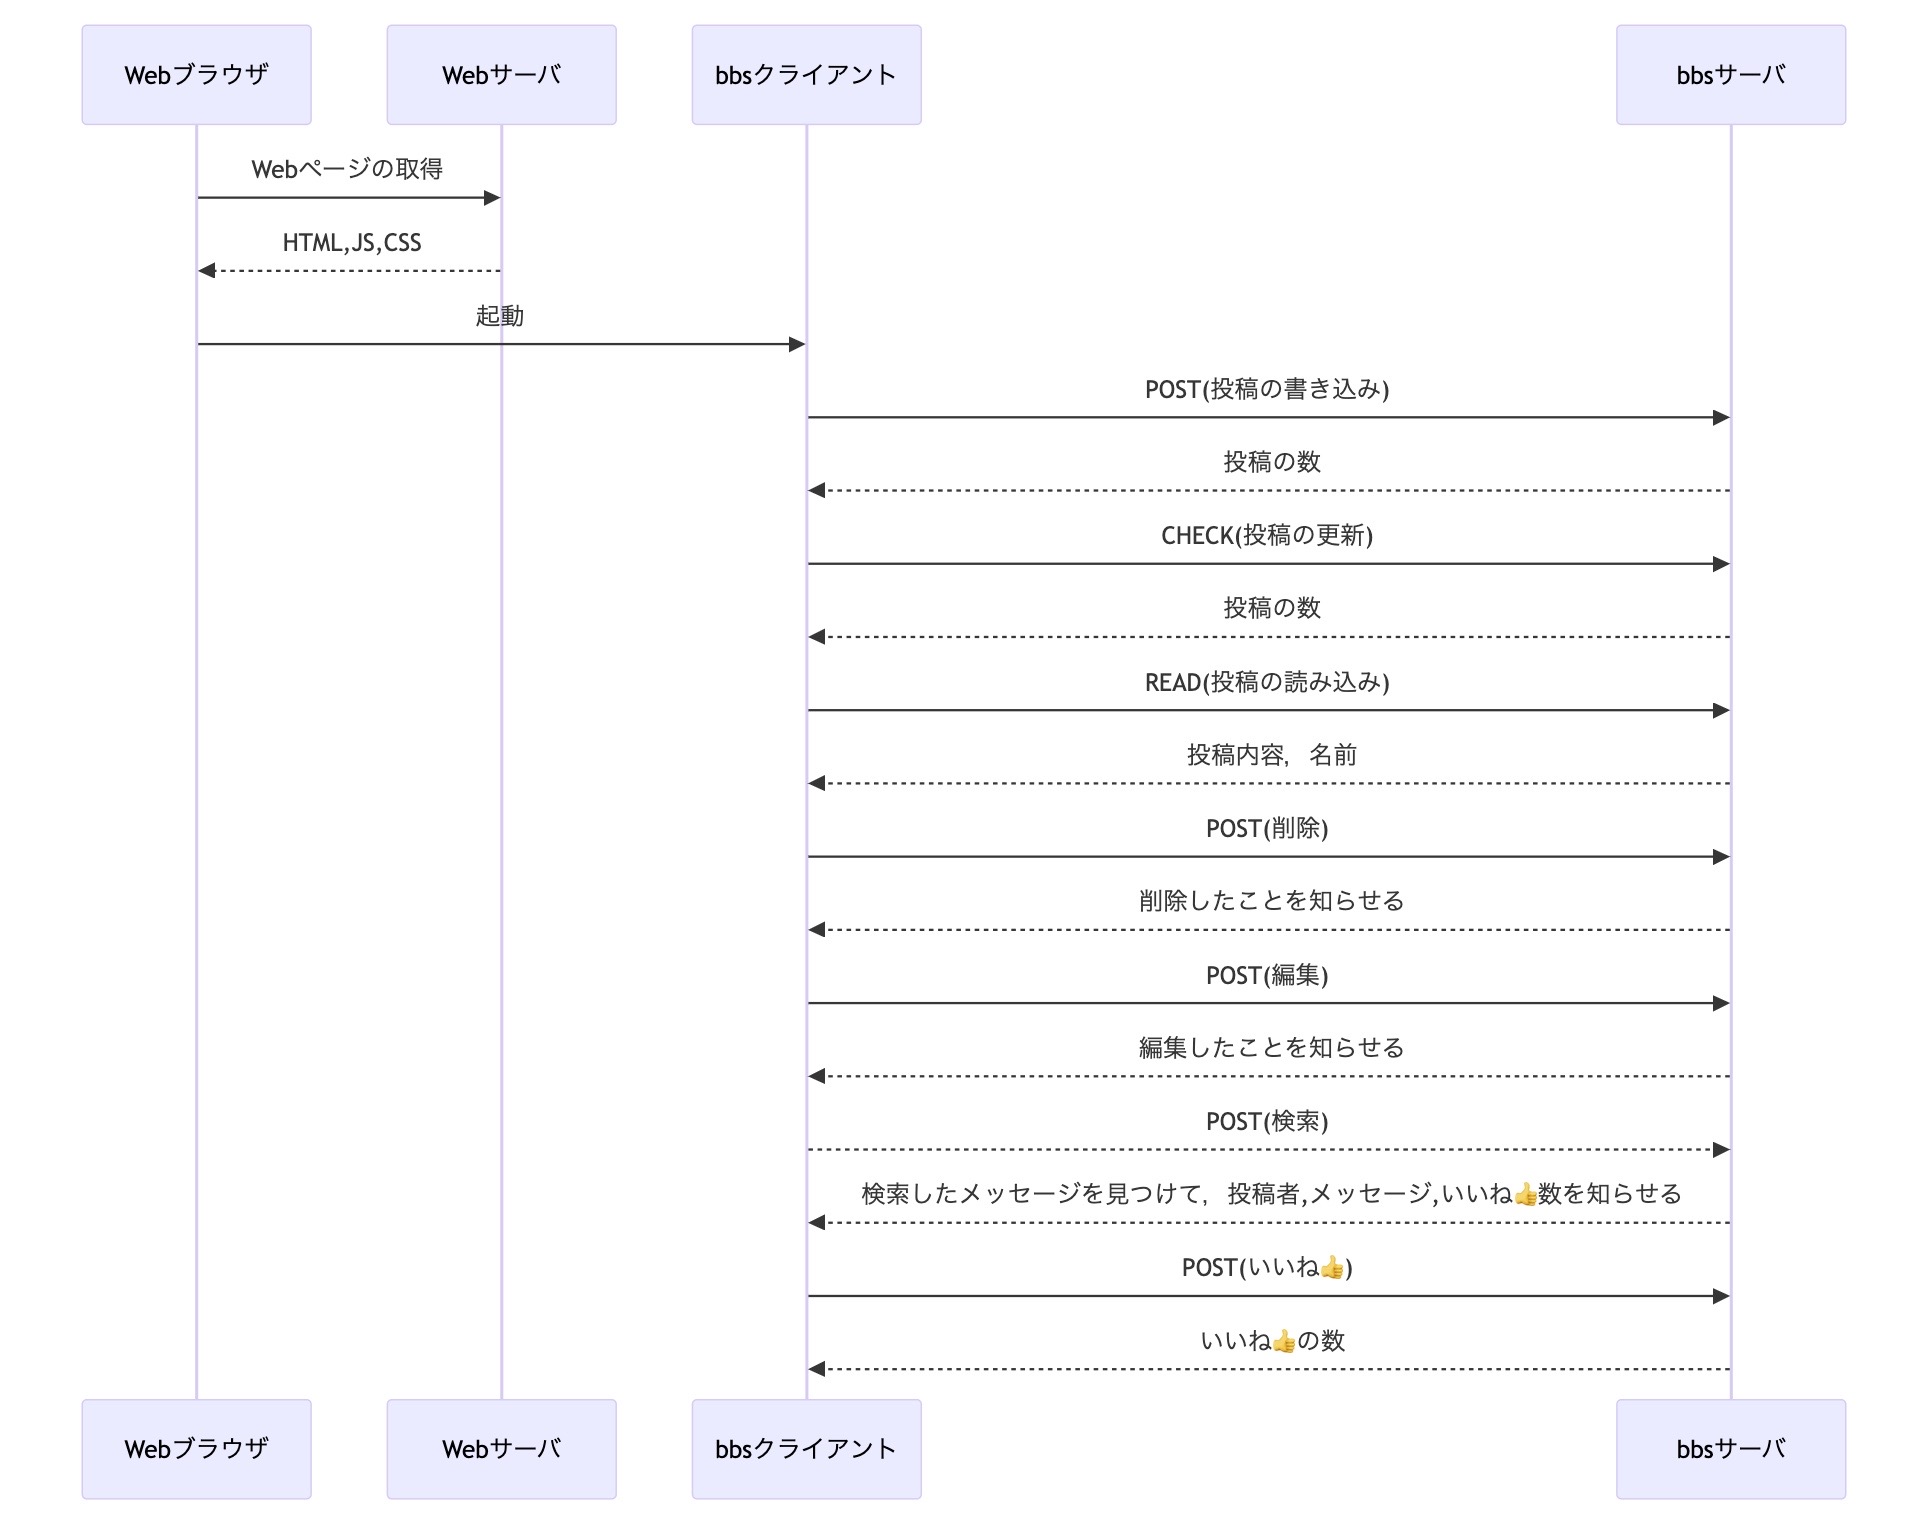 Webブラウザ
Webサーバ
bbsクライアント
bbsサーバ
Webページの取得
HTML,JS,CSS
起動
POST(投稿の書き込み)
投稿の数
CHECK(投稿の更新)
投稿の数
READ(投稿の読み込み)
投稿内容，名前
POST(削除)
削除したことを知らせる
POST(編集)
編集したことを知らせる
POST(検索)
検索したメッセージを見つけて，投稿者,メッセージ,いいね👍数を知らせる
POST(いいね👍)
いいね👍の数
Webブラウザ
Webサーバ
bbsクライアント
bbsサーバ